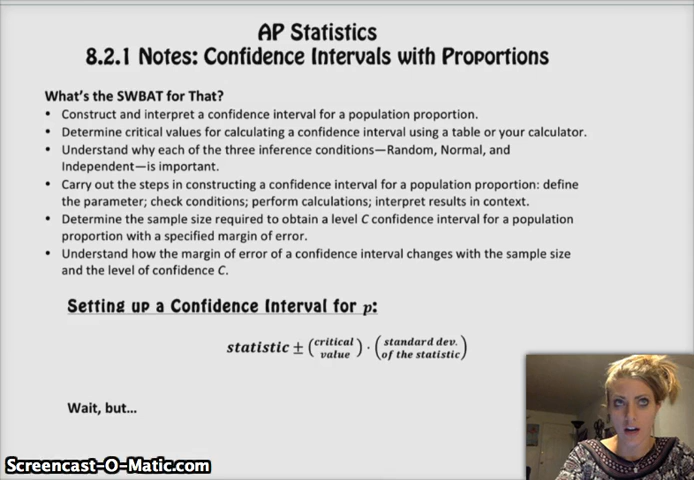 AP Statistics
8.2.1 Notes: Confidence Intervals with Proportions
What's the SWBAT for That?
• Construct and interpret a confidence interval for a population proportion.
• Determine critical values for calculating a confidence interval using a table or your calculator.
• Understand why each of the three inference conditions—Random, Normal, and
Independent—is important.
• Carry out the steps in constructing a confidence interval for a population proportion: define
the parameter; check conditions; perform calculations; interpret results in context.
• Determine the sample size required to obtain a level C confidence interval for a population
proportion with a specified margin of error.
• Understand how the margin of error of a confidence interval changes with the sample size
and the level of confidence C.
Setting up a Confidence Interval for p:
statistic ± (critical value) · (standard dev. of the statistic)
Wait, but...
Screencast-O-Matic.com